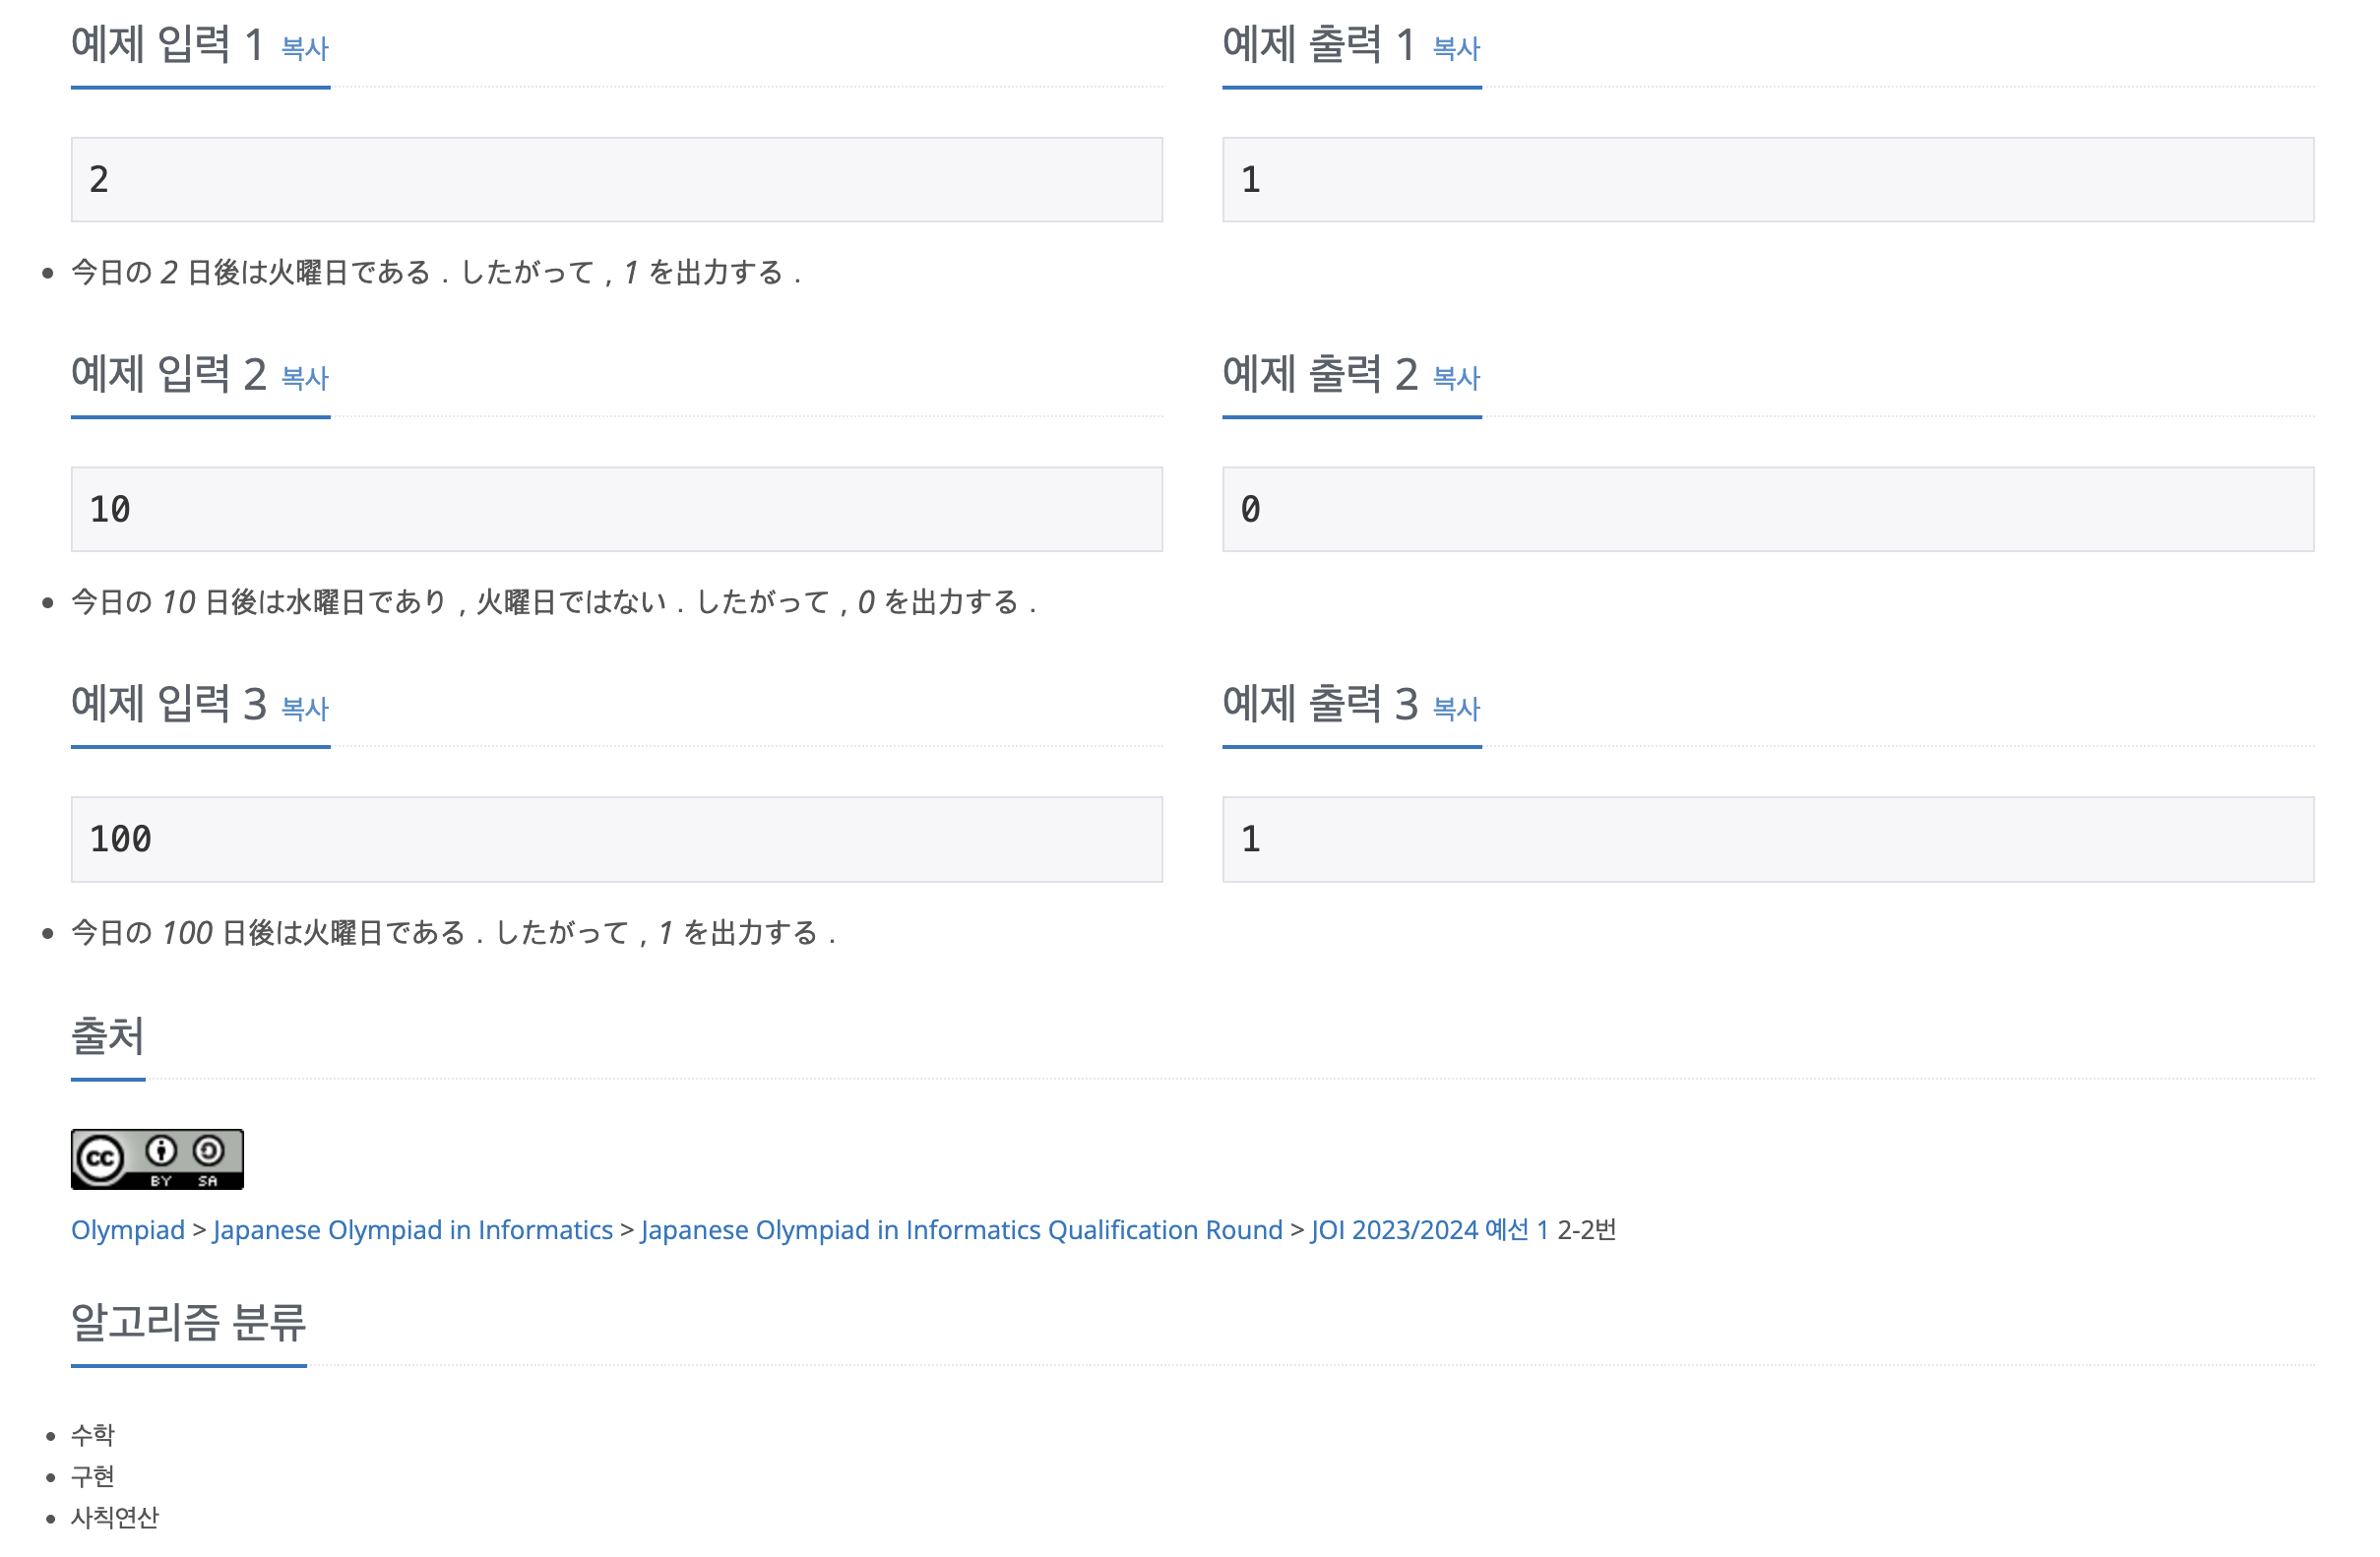 예제 입력 1 복사
예제 출력 1 복사
2
1
今日の 2 日後は火曜日である．したがって，1 を出力する．
예제 입력 2 복사
예제 출력 2 복사
10
0
今日の 10 日後は水曜日であり，火曜日ではない．したがって，0 を出力する．
예제 입력 3 복사
예제 출력 3 복사
100
1
今日の 100 日後は火曜日である．したがって，1 を出力する．
출처
cc BY SA
Olympiad > Japanese Olympiad in Informatics > Japanese Olympiad in Informatics Qualification Round > JOI 2023/2024 예선 1 2-2번
알고리즘 분류
수학
구현
사칙연산